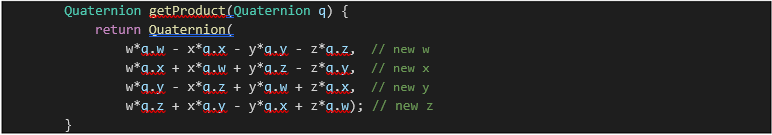 Quaternion getProduct(Quaternion q) {
return Quaternion(
w*q.w - x*q.x - y*q.y - z*q.z, // new w
w*q.x + x*q.w + y*q.z - z*q.y, // new x
w*q.y - x*q.z + y*q.w + z*q.x, // new y
w*q.z + x*q.y - y*q.x + z*q.w); // new z
}